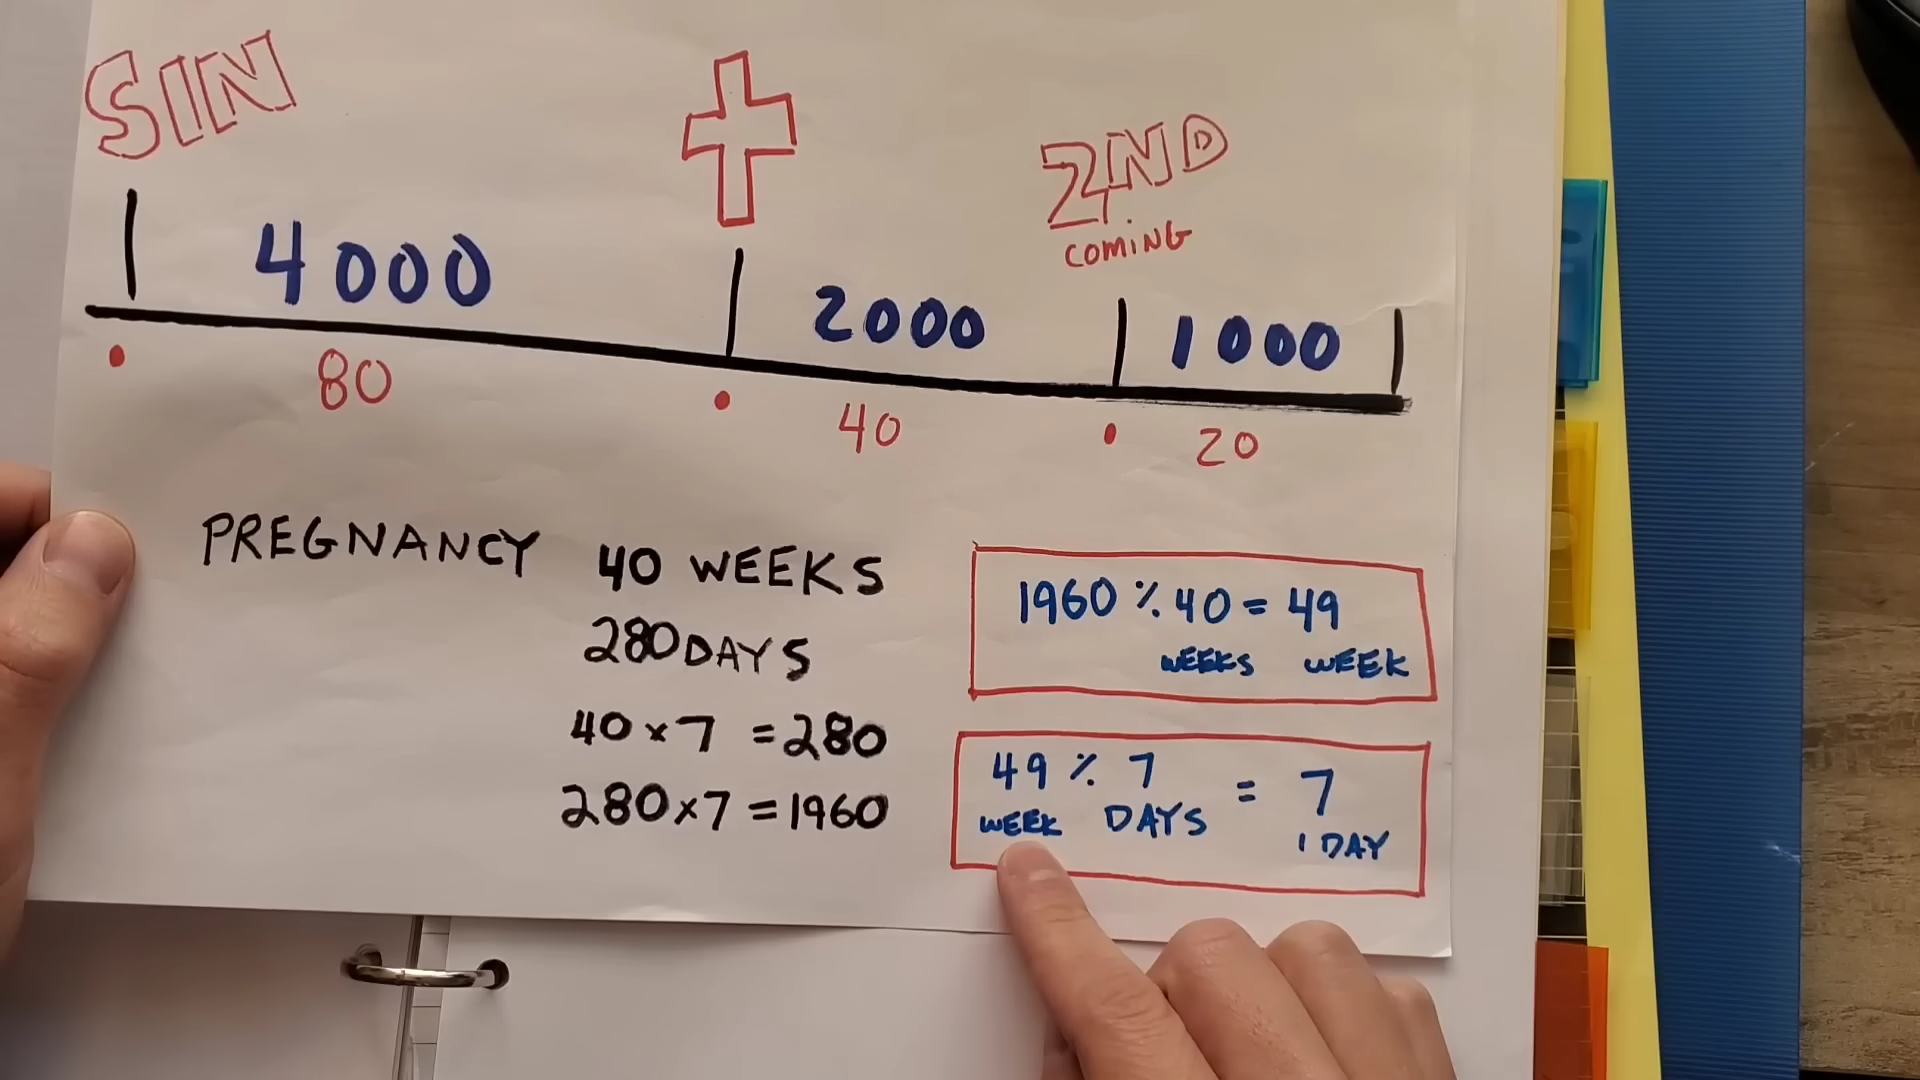 SIN
2ND
COMING
4000
2000
1000
80
40
20
PREGNANCY 40 WEEKS
280 DAYS
40 x 7 = 280
280 x 7 = 1960
1960 % 40 = 49
WEEKS WEEK
49 % 7 = 7
WEEK DAYS 1 DAY